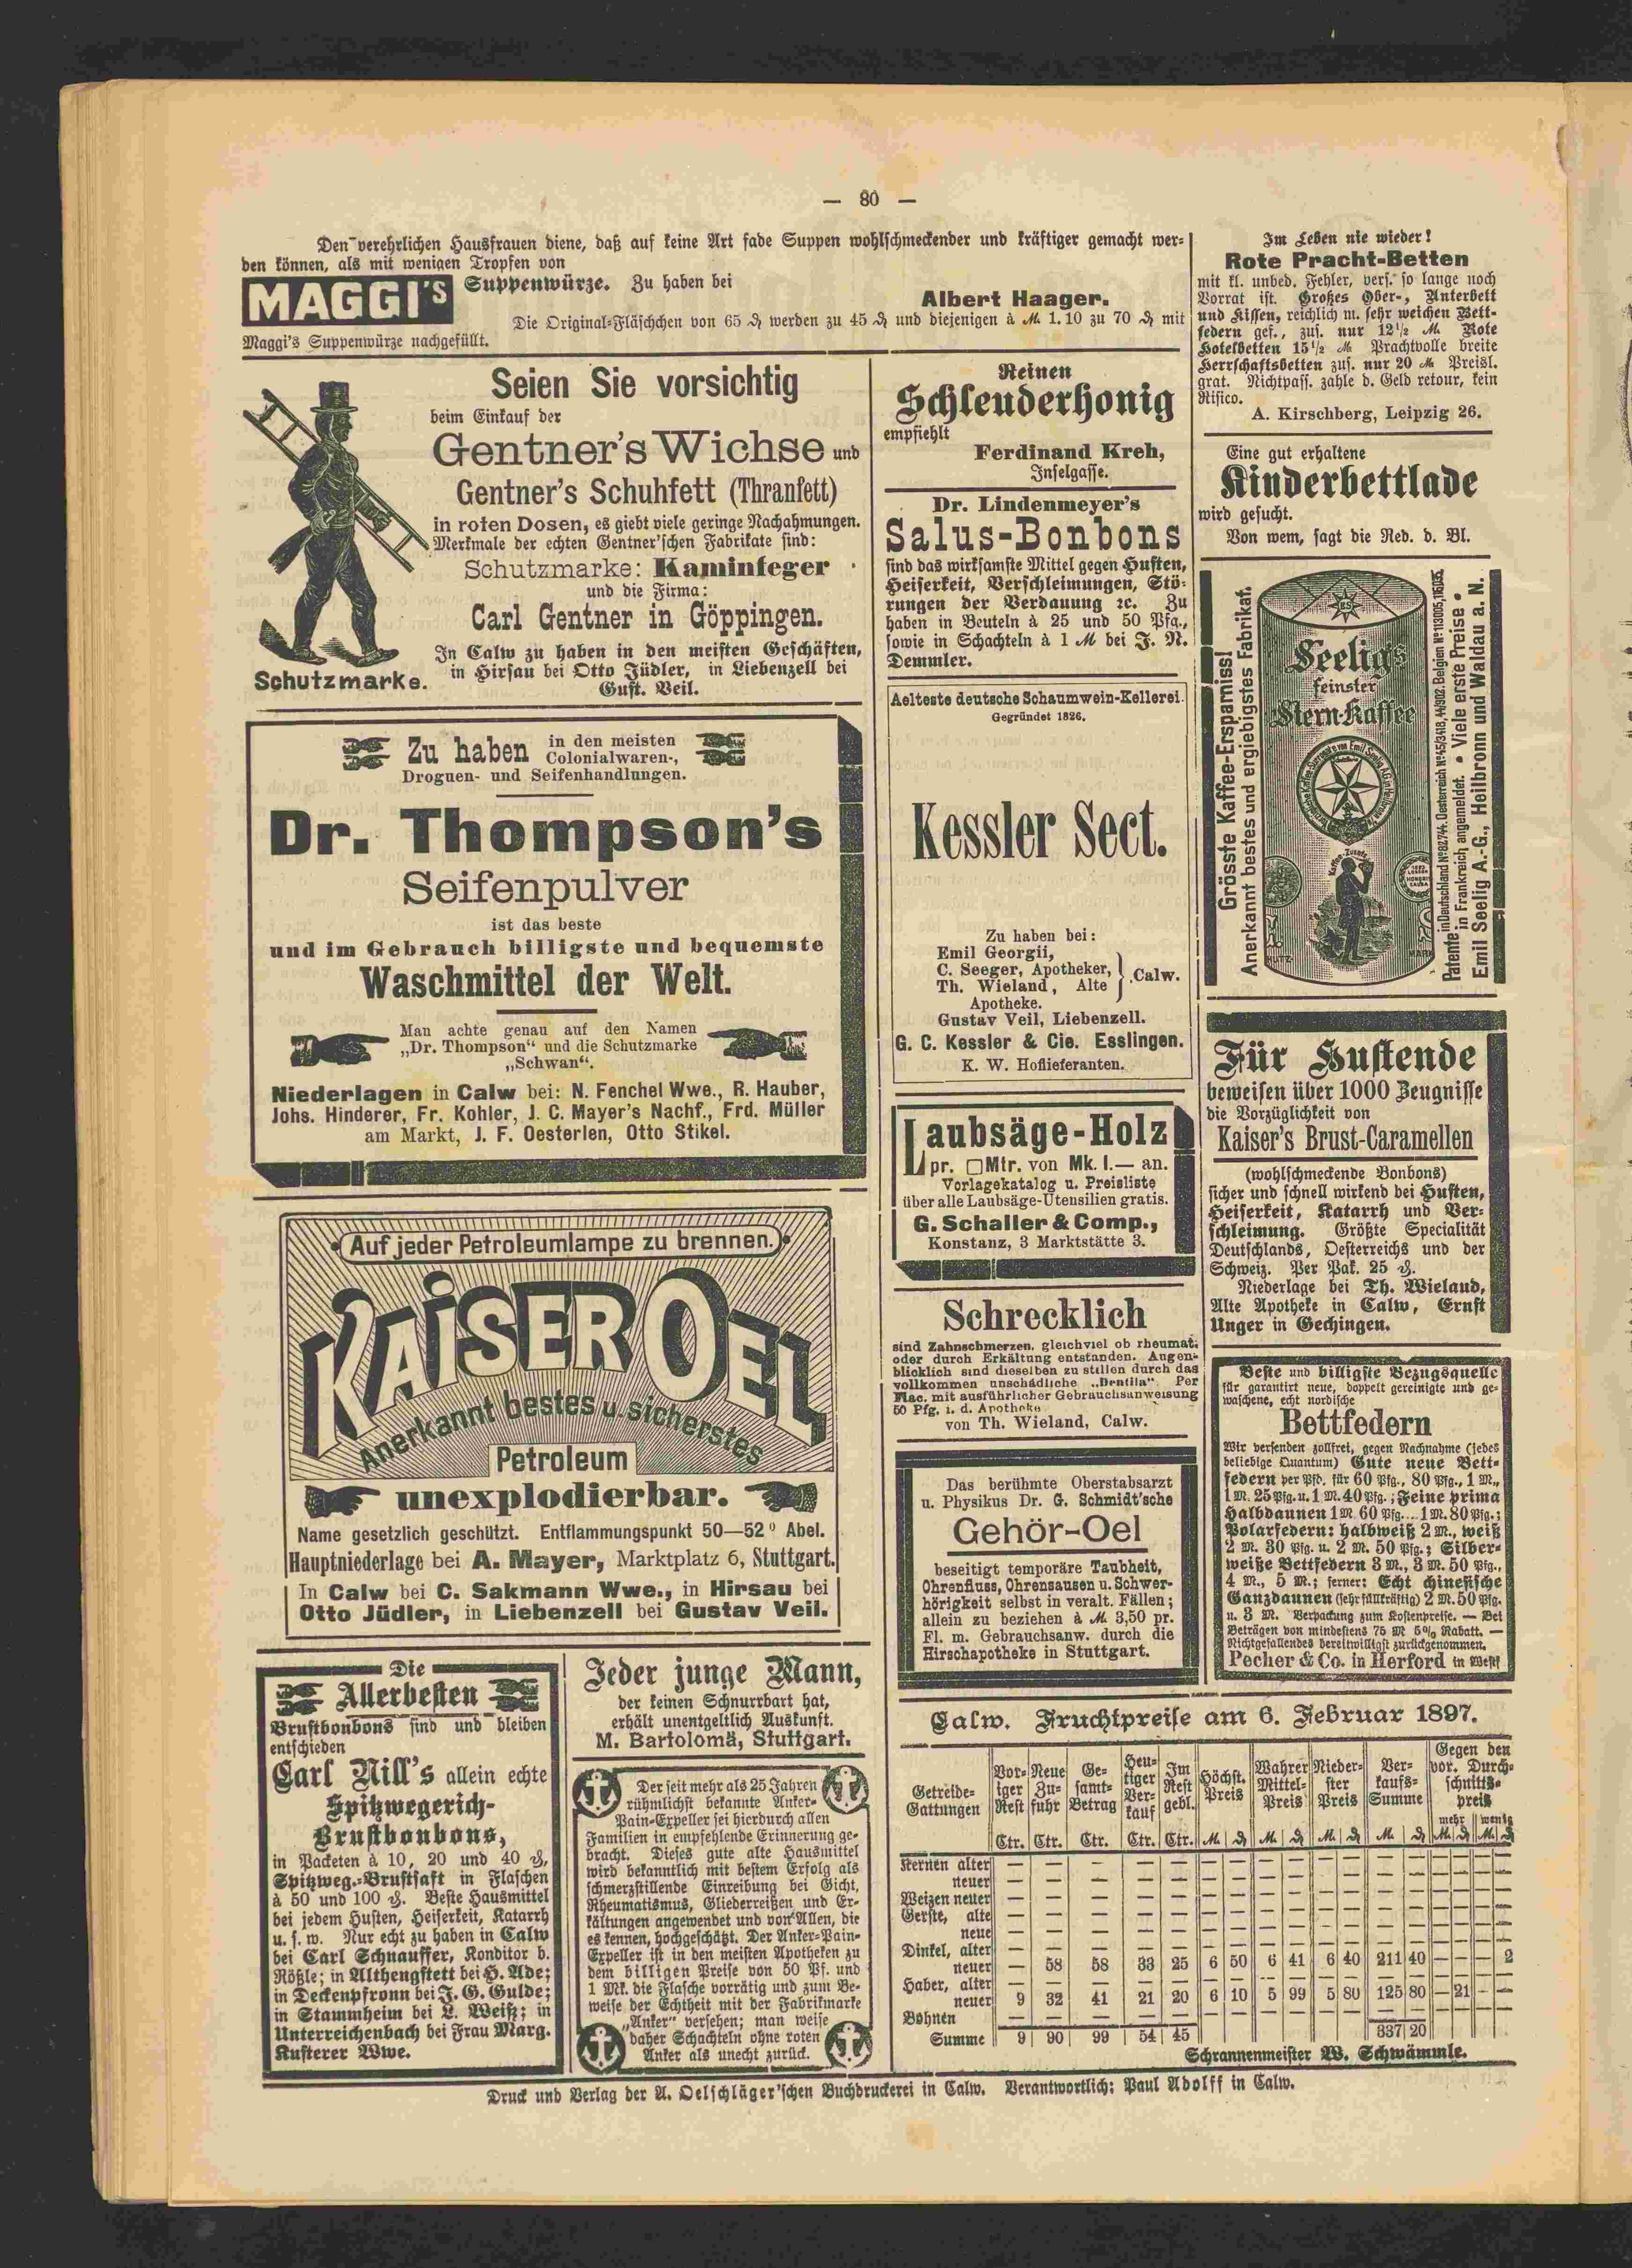 — 80 —
Den verehrlichen Hausfrauen diene, daß auf keine Art fade Suppen wohlschmeckender und kräftiger gemacht wer-
den können, als mit wenigen Tropfen von
MAGGI'S Suppenwürze. Zu haben bei
Albert Haager.
Die Original-Fläschchen von 65 ₰ werden zu 45 ₰ und diejenigen à ℳ 1.10 zu 70 ₰ mit
Maggi's Suppenwürze nachgefüllt.
Seien Sie vorsichtig
beim Einkauf der
Gentner's Wichse und
Gentner's Schuhfett (Thranfett)
in roten Dosen, es giebt viele geringe Nachahmungen.
Merkmale der echten Gentner'schen Fabrikate sind:
Schutzmarke: Kaminfeger
und die Firma:
Carl Gentner in Göppingen.
In Calw zu haben in den meisten Geschäften,
in Hirsau bei Otto Jüdler, in Liebenzell bei
Gust. Veil.
Schutzmarke.
Zu haben in den meisten
Colonialwaren-,
Droguen- und Seifenhandlungen.
Dr. Thompson's
Seifenpulver
ist das beste
und im Gebrauch billigste und bequemste
Waschmittel der Welt.
Man achte genau auf den Namen
„Dr. Thompson“ und die Schutzmarke
„Schwan“.
Niederlagen in Calw bei: N. Fenchel Wwe., R. Hauber,
Johs. Hinderer, Fr. Kohler, J. C. Mayer's Nachf., Frd. Müller
am Markt, J. F. Oesterlen, Otto Stikel.
Auf jeder Petroleumlampe zu brennen.
KAISER OEL
Anerkannt bestes u. sicherstes
Petroleum
unexplodierbar.
Name gesetzlich geschützt. Entflammungspunkt 50—52° Abel.
Hauptniederlage bei A. Mayer, Marktplatz 6, Stuttgart.
In Calw bei C. Sakmann Wwe., in Hirsau bei
Otto Jüdler, in Liebenzell bei Gustav Veil.
Die
Allerbesten
Brustbonbons sind und bleiben
entschieden
Carl Nill's allein echte
Spitzwegerich-
Brustbonbons,
in Packeten à 10, 20 und 40 ₰,
Spitzweg.-Brustsaft in Flaschen
à 50 und 100 ₰. Beste Hausmittel
bei jedem Husten, Heiserkeit, Katarrh
u. s. w. Nur echt zu haben in Calw
bei Carl Schnauffer, Konditor b.
Rößle; in Althengstett bei H. Ade;
in Deckenpfronn bei J. G. Gulde;
in Stammheim bei L. Weiß; in
Unterreichenbach bei Frau Marg.
Kusterer Wwe.
Jeder junge Mann,
der keinen Schnurrbart hat,
erhält unentgeltlich Auskunft.
M. Bartolomä, Stuttgart.
Der seit mehr als 25 Jahren
rühmlichst bekannte Anker-
Pain-Expeller sei hierdurch allen
Familien in empfehlende Erinnerung ge-
bracht. Dieses gute alte Hausmittel
wird bekanntlich mit bestem Erfolg als
schmerzstillende Einreibung bei Gicht,
Rheumatismus, Gliederreißen und Er-
kältungen angewendet und von Allen, die
es kennen, hochgeschätzt. Der Anker-Pain-
Expeller ist in den meisten Apotheken zu
dem billigen Preise von 50 Pf. und
1 Mk. die Flasche vorrätig und zum Be-
weise der Echtheit mit der Fabrikmarke
„Anker“ versehen; man weise
daher Schachteln ohne roten
Anker als unecht zurück.
Reinen
Schleuderhonig
empfiehlt
Ferdinand Kreh,
Inselgasse.
Dr. Lindenmeyer's
Salus-Bonbons
sind das wirksamste Mittel gegen Husten,
Heiserkeit, Verschleimungen, Stö-
rungen der Verdauung ꝛc. Zu
haben in Beuteln à 25 und 50 Pfg.,
sowie in Schachteln à 1 ℳ bei J. N.
Demmler.
Aelteste deutsche Schaumwein-Kellerei.
Gegründet 1826.
Kessler Sect.
Zu haben bei:
Emil Georgii,
C. Seeger, Apotheker,
Th. Wieland, Alte
Apotheke.
Calw.
Gustav Veil, Liebenzell.
G. C. Kessler & Cie. Esslingen.
K. W. Hoflieferanten.
Laubsäge-Holz
pr. □Mtr. von Mk. 1.— an.
Vorlagekatalog u. Preisliste
über alle Laubsäge-Utensilien gratis.
G. Schaller & Comp.,
Konstanz, 3 Marktstätte 3.
Schrecklich
sind Zahnschmerzen, gleichviel ob rheumat.
oder durch Erkältung entstanden. Augen-
blicklich sind dieselben zu stillen durch das
vollkommen unschädliche „Dentila“. Per
Flac. mit ausführlicher Gebrauchsanweisung
50 Pfg. i. d. Apotheke
von Th. Wieland, Calw.
Das berühmte Oberstabsarzt
u. Physikus Dr. G. Schmidt'sche
Gehör-Oel
beseitigt temporäre Taubheit,
Ohrenfluss, Ohrensausen u. Schwer-
hörigkeit selbst in veralt. Fällen;
allein zu beziehen à ℳ 3,50 pr.
Fl. m. Gebrauchsanw. durch die
Hirschapotheke in Stuttgart.
Im Leben nie wieder!
Rote Pracht-Betten
mit kl. unbed. Fehler, vers. so lange noch
Vorrat ist. Großes Ober-, Unterbett
und Kissen, reichlich m. sehr weichen Bett-
federn gef., zus. nur 12½ ℳ Rote
Hotelbetten 15½ ℳ Prachtvolle breite
Herrschaftsbetten zus. nur 20 ℳ Preisl.
grat. Nichtpass. zahle d. Geld retour, kein
Risico.
A. Kirschberg, Leipzig 26.
Eine gut erhaltene
Kinderbettlade
wird gesucht.
Von wem, sagt die Red. d. Bl.
Grösste Kaffee-Ersparniss!
Anerkannt bestes und ergiebigstes Fabrikat.
Seelig's
feinster
Stern-Kaffee
Patente in Deutschland No 82744. Oesterreich No 45/3418, 44/902. Belgien No 113005, 116135.
in Frankreich angemeldet. • Viele erste Preise •
Emil Seelig A.-G., Heilbronn und Waldau a. N.
Für Hustende
beweisen über 1000 Zeugnisse
die Vorzüglichkeit von
Kaiser's Brust-Caramellen
(wohlschmeckende Bonbons)
sicher und schnell wirkend bei Husten,
Heiserkeit, Katarrh und Ver-
schleimung. Größte Specialität
Deutschlands, Oesterreichs und der
Schweiz. Per Pak. 25 ₰.
Niederlage bei Th. Wieland,
Alte Apotheke in Calw, Ernst
Unger in Gechingen.
Beste und billigste Bezugsquelle
für garantirt neue, doppelt gereinigte und ge-
waschene, echt nordische
Bettfedern
Wir versenden zollfrei, gegen Nachnahme (jedes
beliebige Quantum) Gute neue Bett-
federn per Pfd. für 60 Pfg., 80 Pfg., 1 M.,
1 M. 25 Pfg. u. 1 M. 40 Pfg.; Feine prima
Halbdaunen 1 M. 60 Pfg. u. 1 M. 80 Pfg.;
Polarfedern: halbweiß 2 M., weiß
2 M. 30 Pfg. u. 2 M. 50 Pfg.; Silber-
weiße Bettfedern 3 M., 3 M. 50 Pfg.,
4 M., 5 M.; ferner: Echt chinesische
Ganzdaunen (sehr füllkräftig) 2 M. 50 Pfg.
u. 3 M. Verpackung zum Kostenpreise. — Bei
Beträgen von mindestens 75 M. 5% Rabatt. —
Nichtgefallendes bereitwilligst zurückgenommen.
Pecher & Co. in Herford in Westf.
Calw. Fruchtpreise am 6. Februar 1897.
Getreide-Gattungen | Voriger Rest | Neue Zufuhr | Gesamt-Betrag | Heutiger Verkauf | Im Rest gebl. | Höchst. Preis | Wahrer Mittel-Preis | Niederster Preis | Verkaufs-Summe | Gegen den vor. Durchschnittspreis mehr | wenig
Ctr. | Ctr. | Ctr. | Ctr. | Ctr. | ℳ | ₰ | ℳ | ₰ | ℳ | ₰ | ℳ | ₰ | ℳ | ₰ | ℳ | ₰
Kernen alter — — — — —
neuer — — — — —
Weizen neuer — — — — —
Gerste, alte — — — — —
neue — — — — —
Dinkel, alter — — — — —
neuer — 58 58 33 25 6 50 6 41 6 40 211 40 — — — 2
Haber, alter — — — — —
neuer 9 32 41 21 20 6 10 5 99 5 80 125 80 — 21 — —
Bohnen — — — — —
Summe 9 90 99 54 45 337 20
Schrannenmeister W. Schwämmle.
Druck und Verlag der A. Oelschläger'schen Buchdruckerei in Calw. Verantwortlich: Paul Adolff in Calw.